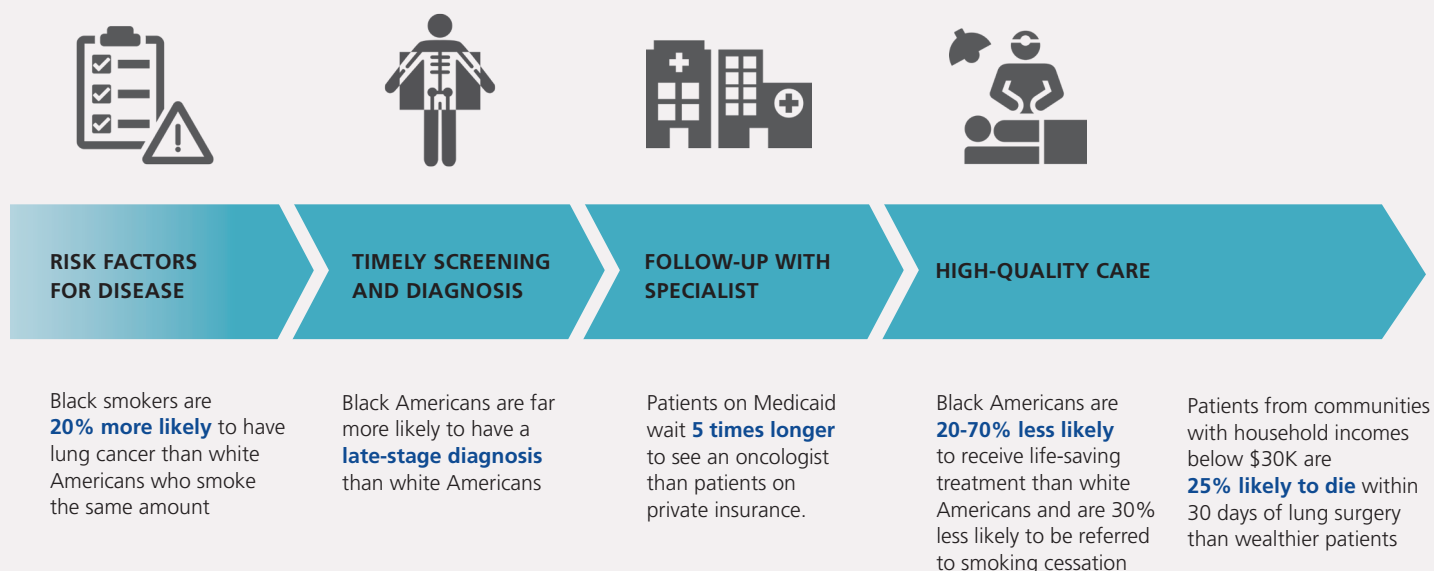 RISK FACTORS
FOR DISEASE
TIMELY SCREENING
AND DIAGNOSIS
FOLLOW-UP WITH
SPECIALIST
HIGH-QUALITY CARE
Black smokers are
20% more likely to have
lung cancer than white
Americans who smoke
the same amount
Black Americans are far
more likely to have a
late-stage diagnosis
than white Americans
Patients on Medicaid
wait 5 times longer
to see an oncologist
than patients on
private insurance.
Black Americans are
20-70% less likely
to receive life-saving
treatment than white
Americans and are 30%
less likely to be referred
to smoking cessation
Patients from communities
with household incomes
below $30K are
25% likely to die within
30 days of lung surgery
than wealthier patients